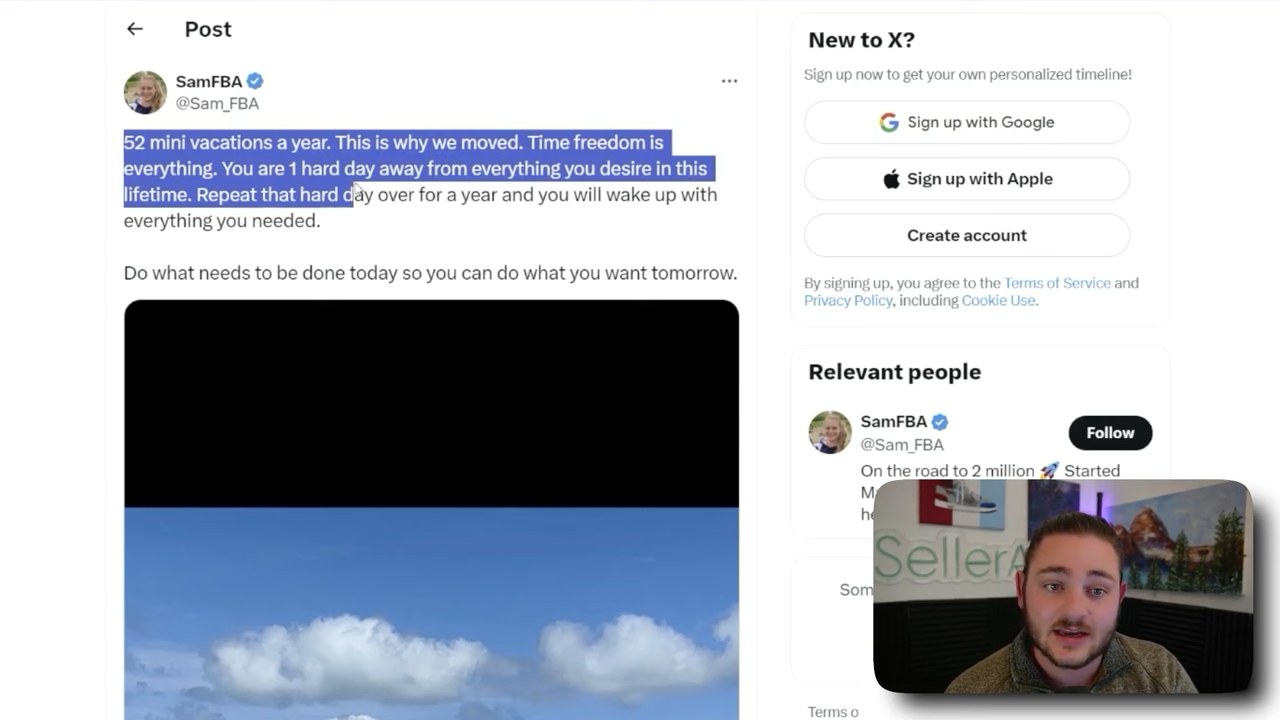 Post
SamFBA
@Sam_FBA
52 mini vacations a year. This is why we moved. Time freedom is
everything. You are 1 hard day away from everything you desire in this
lifetime. Repeat that hard day over for a year and you will wake up with
everything you needed.
Do what needs to be done today so you can do what you want tomorrow.
New to X?
Sign up now to get your own personalized timeline!
Sign up with Google
Sign up with Apple
Create account
By signing up, you agree to the Terms of Service and
Privacy Policy, including Cookie Use.
Relevant people
SamFBA
@Sam_FBA
Follow
On the road to 2 million 🚀 Started
SellerA
Som
Terms o